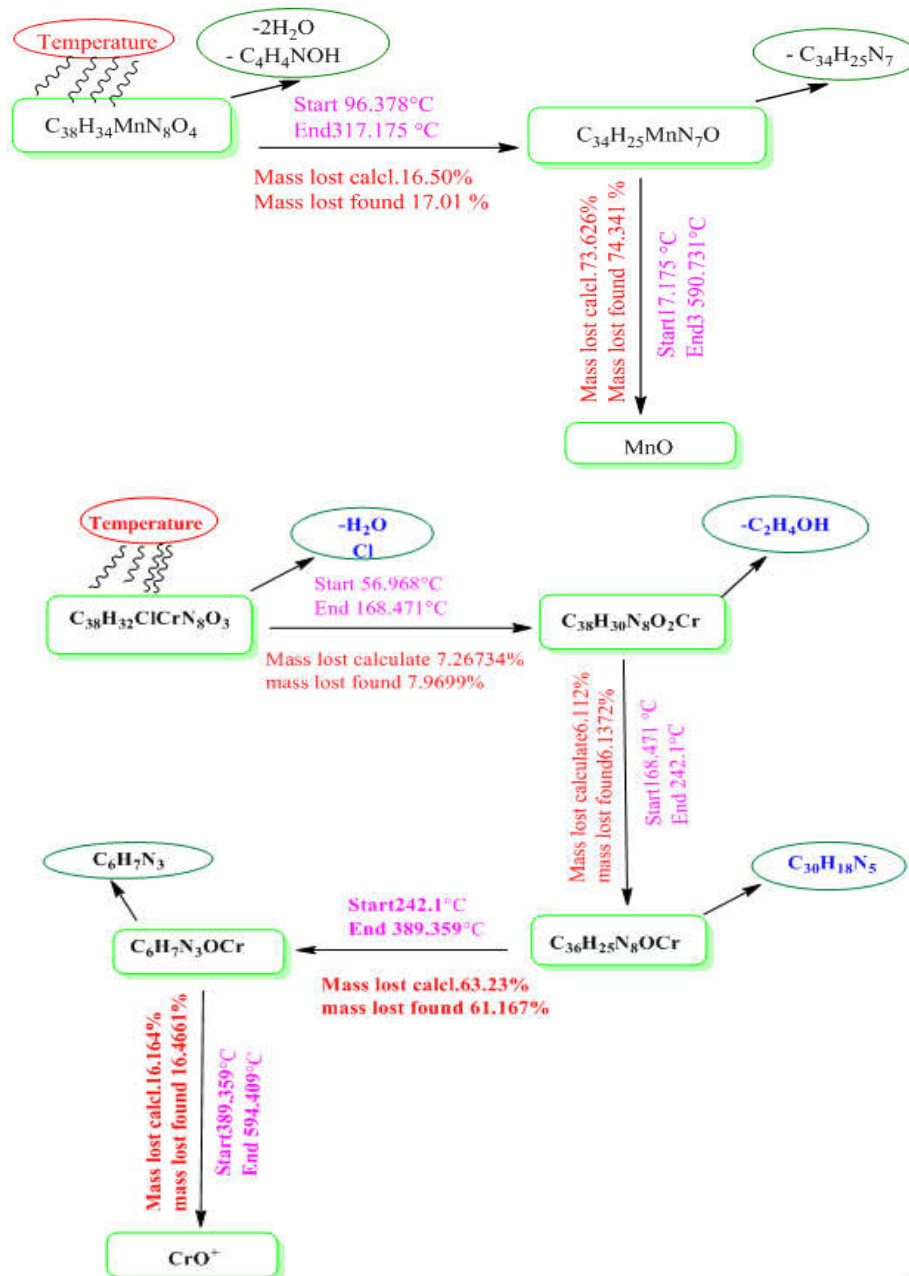 Temperature
-2H₂O
- C₄H₄NOH
- C₃₄H₂₅N₇
C₃₈H₃₄MnN₈O₄
Start 96.378°C
End317.175 °C
C₃₄H₂₅MnN₇O
Mass lost calcl.16.50%
Mass lost found 17.01 %
Mass lost calcl.73.626%
Mass lost found 74.341 %
Start17.175 °C
End3 590.731°C
MnO
Temperature
-H₂O
Cl
-C₂H₄OH
Start 56.968°C
End 168.471°C
C₃₈H₃₂ClCrN₈O₃
C₃₈H₃₀N₈O₂Cr
Mass lost calculate 7.26734%
mass lost found 7.9699%
Mass lost calculate6.112%
mass lost found6.1372%
Start168.471 °C
End 242.1°C
C₆H₇N₃
C₃₀H₁₈N₅
Start242.1°C
End 389.359°C
C₆H₇N₃OCr
C₃₆H₂₅N₈OCr
Mass lost calcl.63.23%
mass lost found 61.167%
Mass lost calcl.16.164%
mass lost found 16.4661%
Start389.359°C
End 594.409°C
CrO⁺